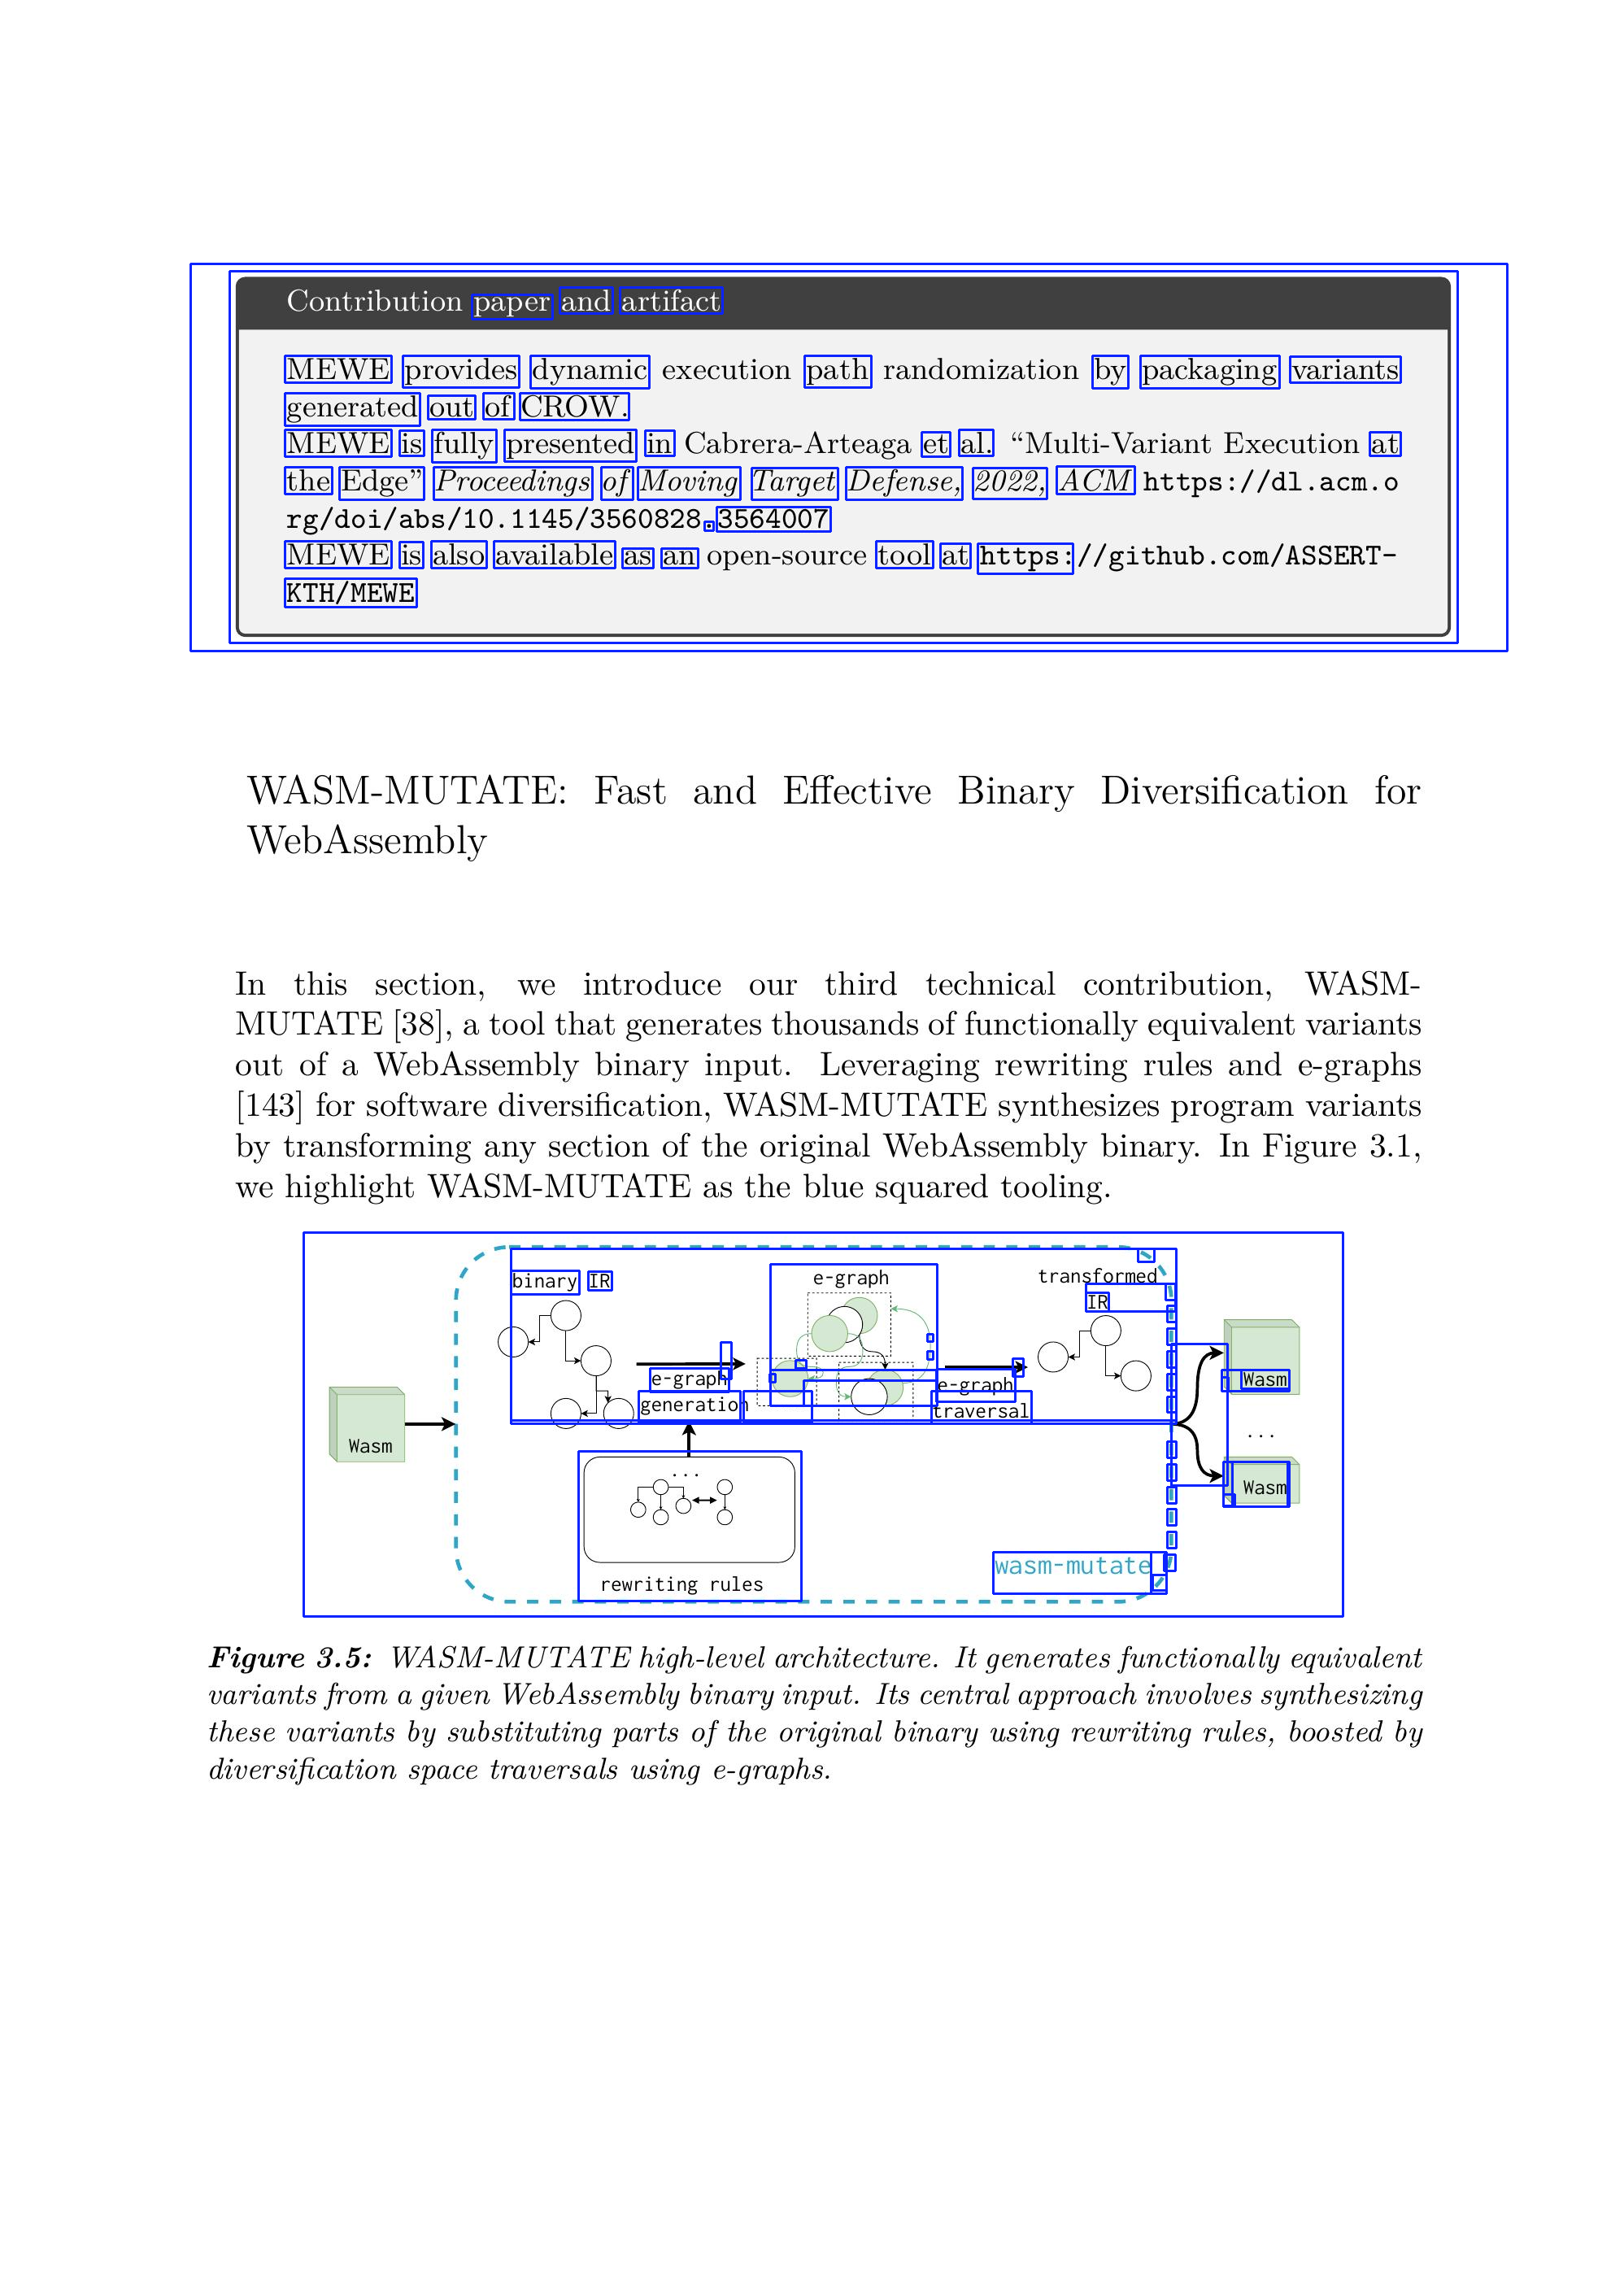 Contribution paper and artifact
MEWE provides dynamic execution path randomization by packaging variants
generated out of CROW.
MEWE is fully presented in Cabrera-Arteaga et al. “Multi-Variant Execution at
the Edge” Proceedings of Moving Target Defense, 2022, ACM https://dl.acm.o
rg/doi/abs/10.1145/3560828.3564007
MEWE is also available as an open-source tool at https://github.com/ASSERT-
KTH/MEWE
WASM-MUTATE: Fast and Effective Binary Diversification for
WebAssembly
In this section, we introduce our third technical contribution, WASM-
MUTATE [38], a tool that generates thousands of functionally equivalent variants
out of a WebAssembly binary input. Leveraging rewriting rules and e-graphs
[143] for software diversification, WASM-MUTATE synthesizes program variants
by transforming any section of the original WebAssembly binary. In Figure 3.1,
we highlight WASM-MUTATE as the blue squared tooling.
binary IR
e-graph
transformed
IR
e-graph
generation
e-graph
traversal
Wasm
Wasm
...
Wasm
...
rewriting rules
wasm-mutate
Figure 3.5: WASM-MUTATE high-level architecture. It generates functionally equivalent
variants from a given WebAssembly binary input. Its central approach involves synthesizing
these variants by substituting parts of the original binary using rewriting rules, boosted by
diversification space traversals using e-graphs.